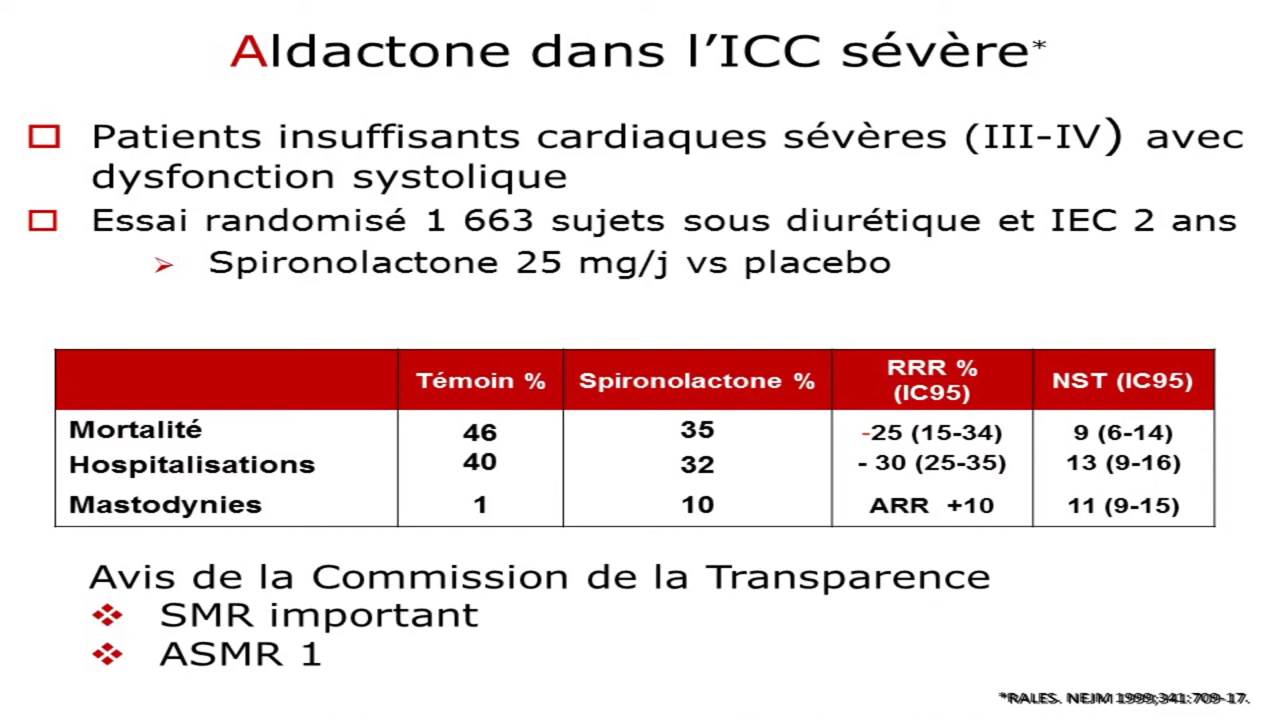 Aldactone dans l’ICC sévère*
Patients insuffisants cardiaques sévères (III-IV) avec
dysfonction systolique
Essai randomisé 1 663 sujets sous diurétique et IEC 2 ans
Spironolactone 25 mg/j vs placebo
Témoin % Spironolactone % RRR % (IC95) NST (IC95)
Mortalité 46 35 -25 (15-34) 9 (6-14)
Hospitalisations 40 32 - 30 (25-35) 13 (9-16)
Mastodynies 1 10 ARR +10 11 (9-15)
Avis de la Commission de la Transparence
SMR important
ASMR 1
*RALES. NEJM 1999;341:709-17.